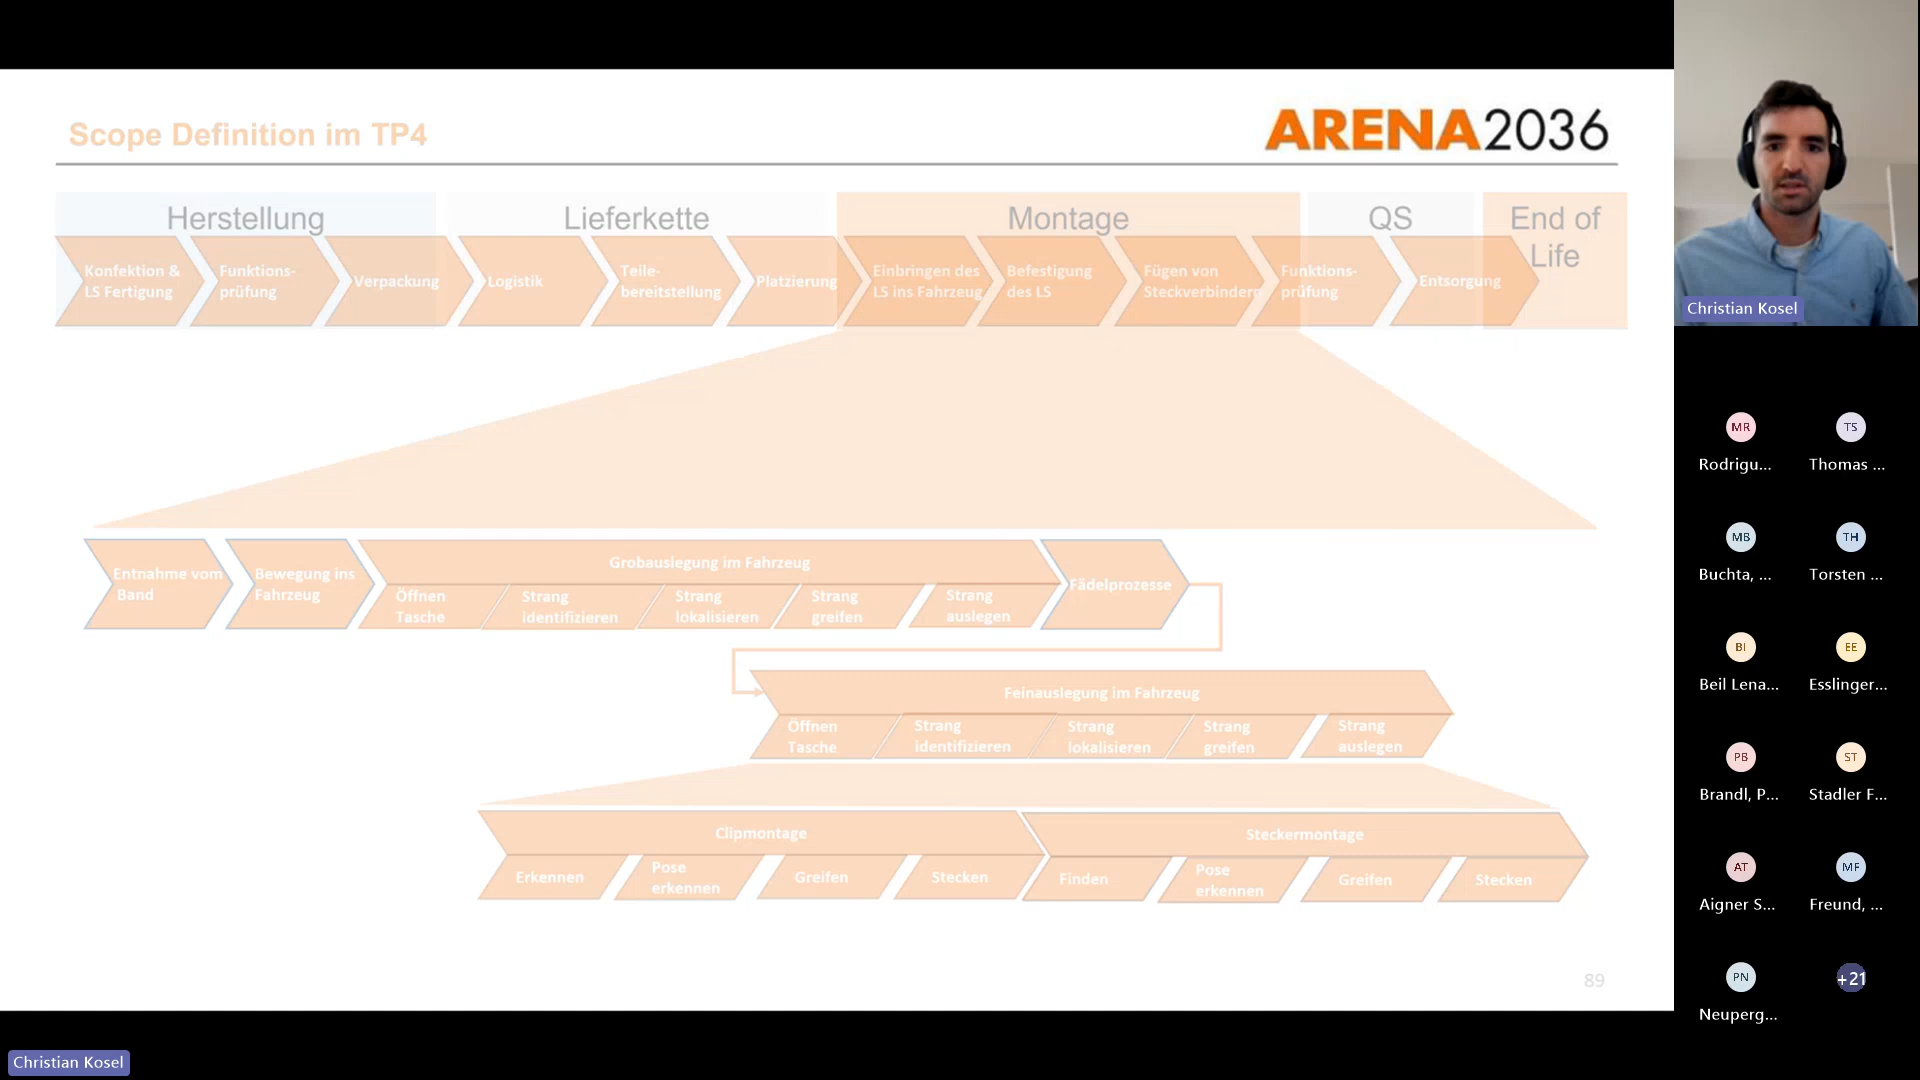 Scope Definition im TP4
ARENA2036
Herstellung
Lieferkette
Montage
QS
End of
Life
Konfektion &
LS Fertigung
Funktions-
prüfung
Verpackung
Logistik
Teile-
bereitstellung
Platzierung
Einbringen des
LS ins Fahrzeug
Befestigung
des LS
Fügen von
Steckverbindern
Funktions-
prüfung
Entsorgung
Entnahme vom
Band
Bewegung ins
Fahrzeug
Grobauslegung im Fahrzeug
Öffnen
Tasche
Strang
identifizieren
Strang
lokalisieren
Strang
greifen
Strang
auslegen
Fädelprozesse
Feinauslegung im Fahrzeug
Öffnen
Tasche
Strang
identifizieren
Strang
lokalisieren
Strang
greifen
Strang
auslegen
Clipmontage
Erkennen
Pose
erkennen
Greifen
Stecken
Steckermontage
Finden
Pose
erkennen
Greifen
Stecken
89
Christian Kosel
Christian Kosel
MR
Rodrigu...
TS
Thomas ...
MB
Buchta, ...
TH
Torsten ...
BI
Beil Lena...
EE
Esslinger...
PB
Brandl, P...
ST
Stadler F...
AT
Aigner S...
MF
Freund, ...
PN
Neuperg...
+21